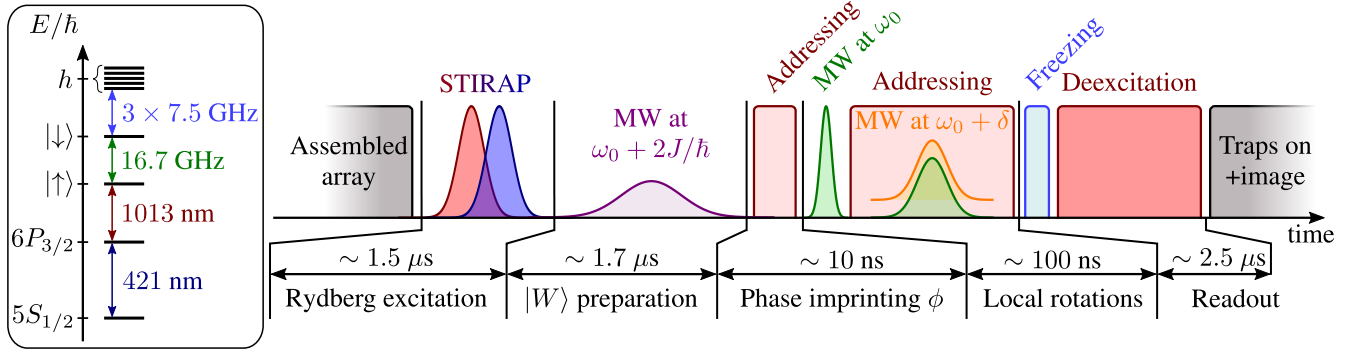 E/ħ
h
3 × 7.5 GHz
|↓⟩
16.7 GHz
|↑⟩
1013 nm
6P3/2
421 nm
5S1/2
Assembled
array
STIRAP
MW at
ω0 + 2J/ħ
Addressing
MW at ω0
Addressing
MW at ω0 + δ
Freezing
Deexcitation
Traps on
+image
time
∼ 1.5 μs
Rydberg excitation
∼ 1.7 μs
|W⟩ preparation
∼ 10 ns
Phase imprinting ϕ
∼ 100 ns
Local rotations
∼ 2.5 μs
Readout